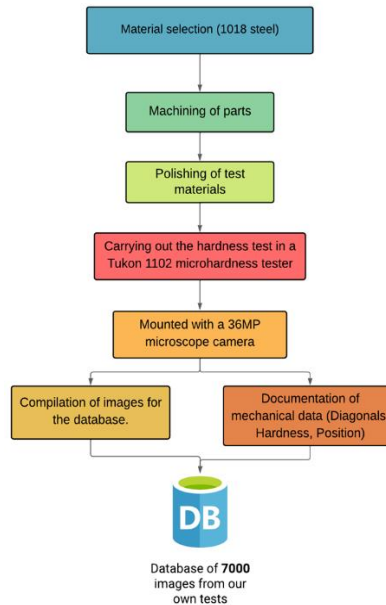 Material selection (1018 steel)
Machining of parts
Polishing of test
materials
Carrying out the hardness test in a
Tukon 1102 microhardness tester
Mounted with a 36MP
microscope camera
Compilation of images for
the database.
Documentation of
mechanical data (Diagonals
Hardness, Position)
DB
Database of 7000
images from our
own tests